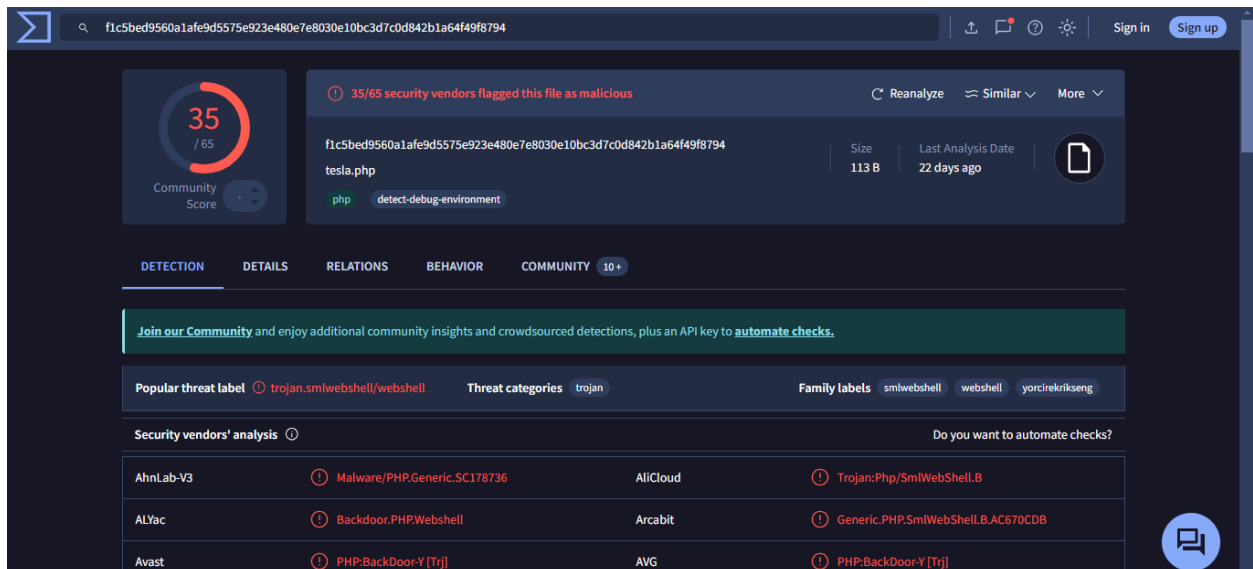 f1c5bed9560a1afe9d5575e923e480e7e8030e10bc3d7c0d842b1a64f49f8794
Sign in
Sign up
35
/ 65
Community
Score
35/65 security vendors flagged this file as malicious
Reanalyze
Similar
More
f1c5bed9560a1afe9d5575e923e480e7e8030e10bc3d7c0d842b1a64f49f8794
tesla.php
php
detect-debug-environment
Size
113 B
Last Analysis Date
22 days ago
DETECTION
DETAILS
RELATIONS
BEHAVIOR
COMMUNITY
10+
Join our Community and enjoy additional community insights and crowdsourced detections, plus an API key to automate checks.
Popular threat label
trojan.smlwebshell/webshell
Threat categories
trojan
Family labels
smlwebshell
webshell
yorcirekrikseng
Security vendors' analysis
Do you want to automate checks?
AhnLab-V3
Malware/PHP.Generic.SC178736
AliCloud
Trojan:Php/SmlWebShell.B
ALYac
Backdoor.PHP.Webshell
Arcabit
Generic.PHP.SmlWebShell.B.AC670CDB
Avast
PHP:BackDoor-Y [Trj]
AVG
PHP:BackDoor-Y [Trj]